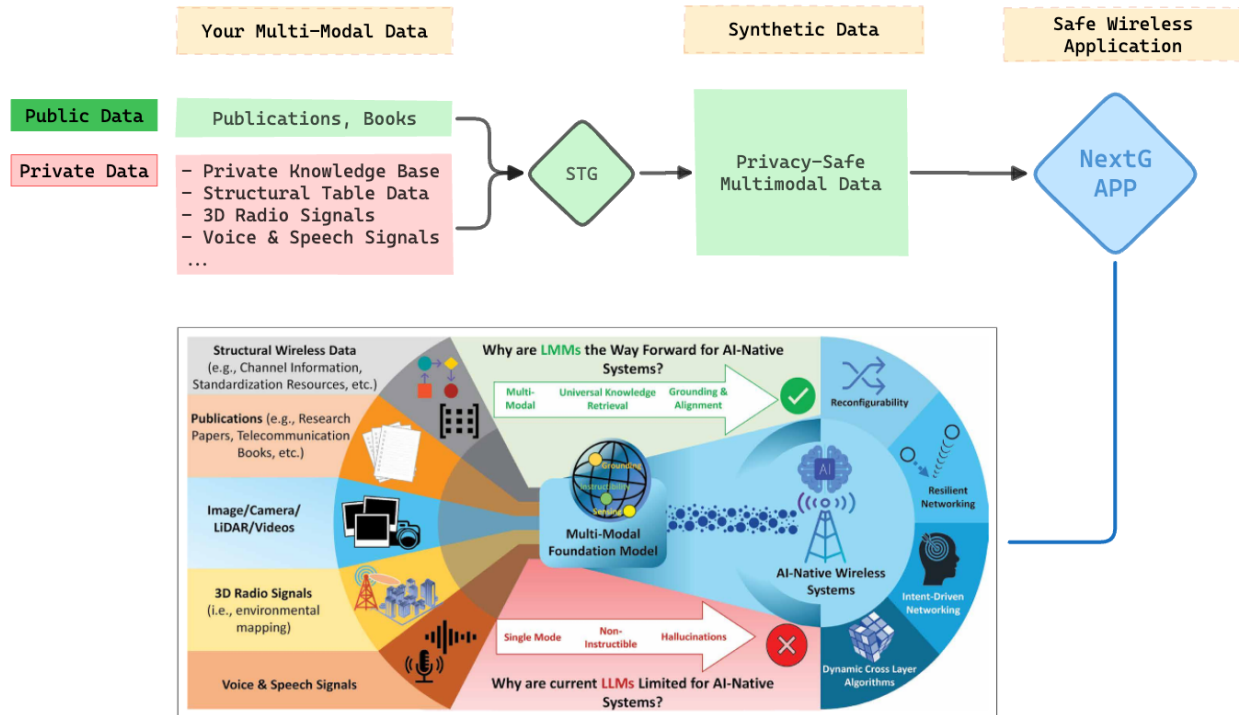 Your Multi-Modal Data
Synthetic Data
Safe Wireless
Application
Public Data
Publications, Books
Private Data
- Private Knowledge Base
- Structural Table Data
- 3D Radio Signals
- Voice & Speech Signals
...
STG
Privacy-Safe
Multimodal Data
NextG
APP
Structural Wireless Data
(e.g., Channel Information,
Standardization Resources, etc.)
Publications (e.g., Research
Papers, Telecommunication
Books, etc.)
Image/Camera/
LiDAR/Videos
3D Radio Signals
(i.e., environmental
mapping)
Voice & Speech Signals
Why are LMMs the Way Forward for AI-Native
Systems?
Multi-
Modal
Universal Knowledge
Retrieval
Grounding &
Alignment
Grounding
Instructibility
Sensing
Multi-Modal
Foundation Model
AI
AI-Native Wireless
Systems
Single Mode
Non-
Instructible
Hallucinations
Why are current LLMs Limited for AI-Native
Systems?
Reconfigurability
Resilient
Networking
Intent-Driven
Networking
Dynamic Cross Layer
Algorithms